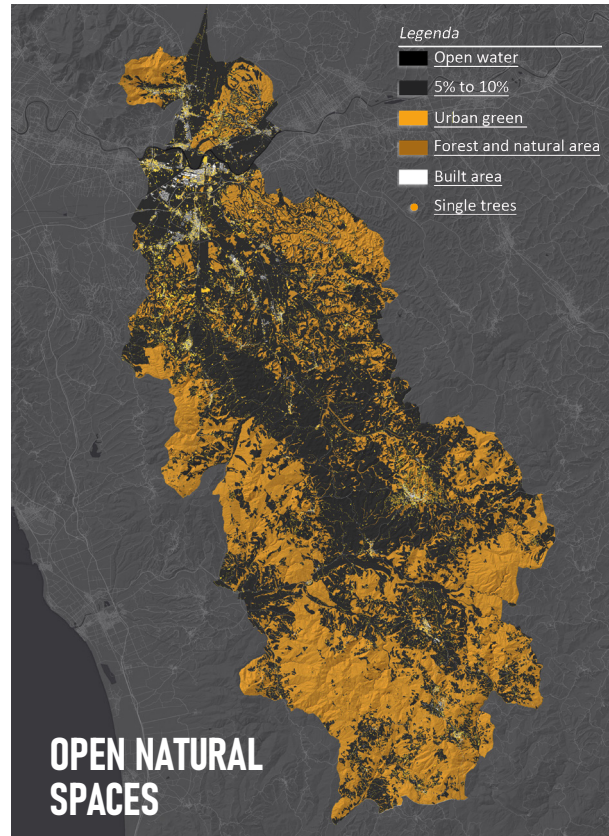 Legenda
Open water
5% to 10%
Urban green
Forest and natural area
Built area
Single trees
OPEN NATURAL
SPACES